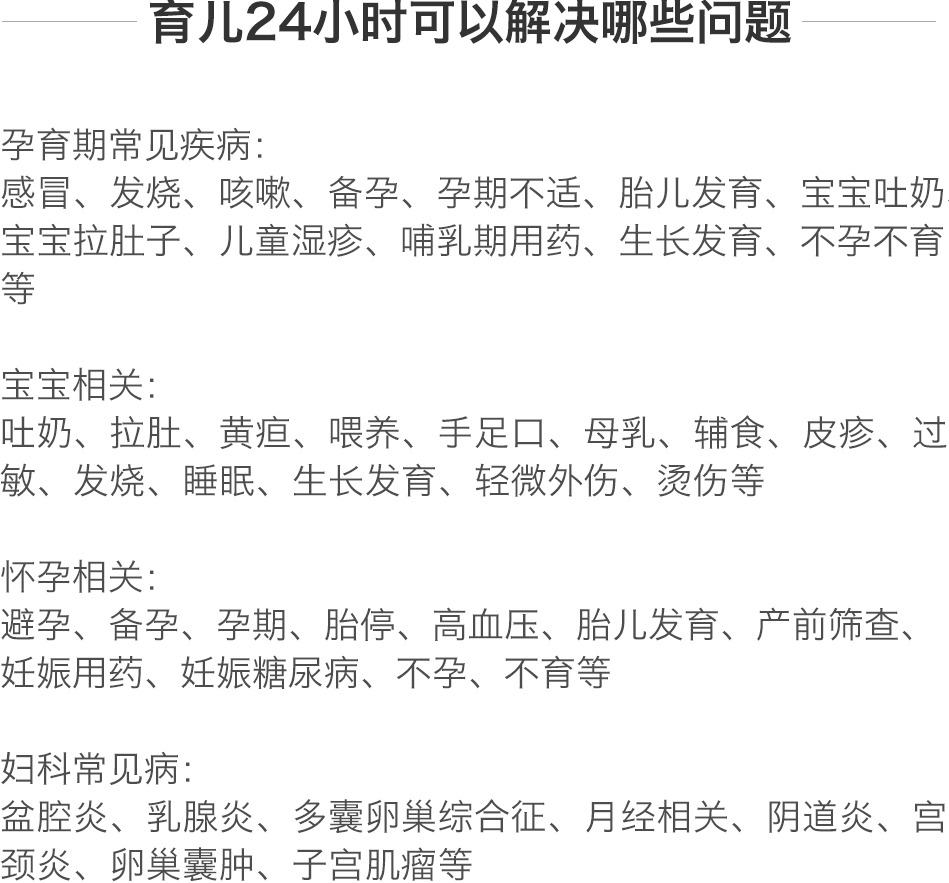 育儿24小时可以解决哪些问题
孕育期常见疾病：
感冒、发烧、咳嗽、备孕、孕期不适、胎儿发育、宝宝吐奶、
宝宝拉肚子、儿童湿疹、哺乳期用药、生长发育、不孕不育
等
宝宝相关：
吐奶、拉肚、黄疸、喂养、手足口、母乳、辅食、皮疹、过
敏、发烧、睡眠、生长发育、轻微外伤、烫伤等
怀孕相关：
避孕、备孕、孕期、胎停、高血压、胎儿发育、产前筛查、
妊娠用药、妊娠糖尿病、不孕、不育等
妇科常见病：
盆腔炎、乳腺炎、多囊卵巢综合征、月经相关、阴道炎、宫
颈炎、卵巢囊肿、子宫肌瘤等